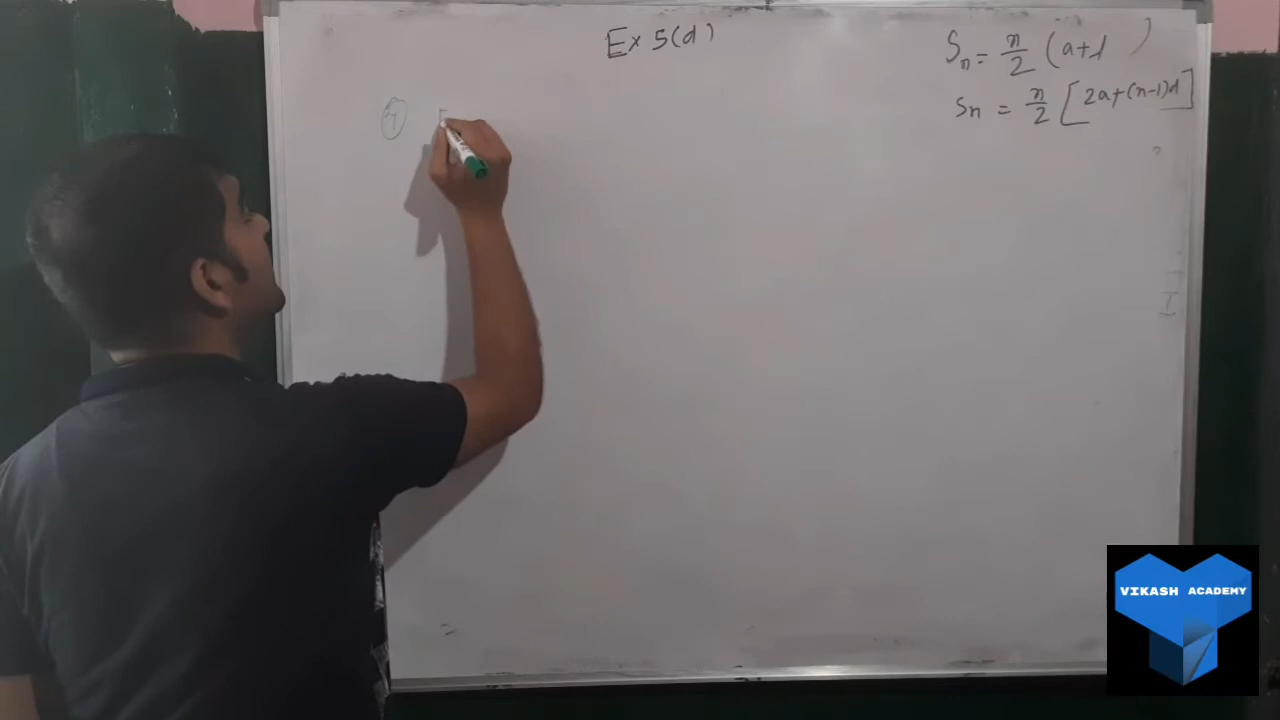 Ex 5(d)
Sn = n/2 (a+l )
Sn = n/2 [2a+(n-1)d]
VIKASH ACADEMY